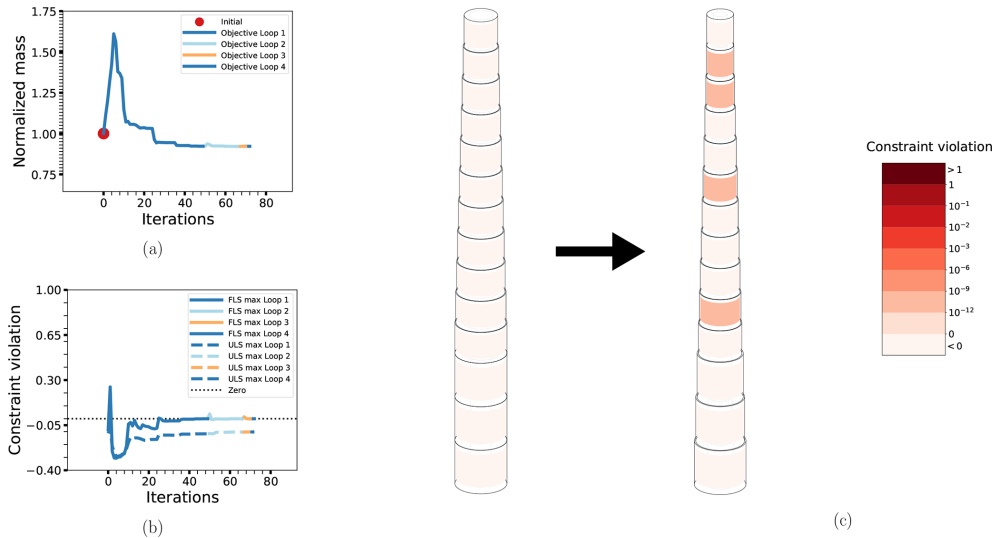 1.75
1.50
1.25
1.00
0.75
Normalized mass
Initial
Objective Loop 1
Objective Loop 2
Objective Loop 3
Objective Loop 4
0 20 40 60 80
Iterations
(a)
1.00
0.65
0.30
−0.05
−0.40
Constraint violation
FLS max Loop 1
FLS max Loop 2
FLS max Loop 3
FLS max Loop 4
ULS max Loop 1
ULS max Loop 2
ULS max Loop 3
ULS max Loop 4
Zero
0 20 40 60 80
Iterations
(b)
Constraint violation
> 1
1
10⁻¹
10⁻²
10⁻³
10⁻⁶
10⁻⁹
10⁻¹²
0
< 0
(c)